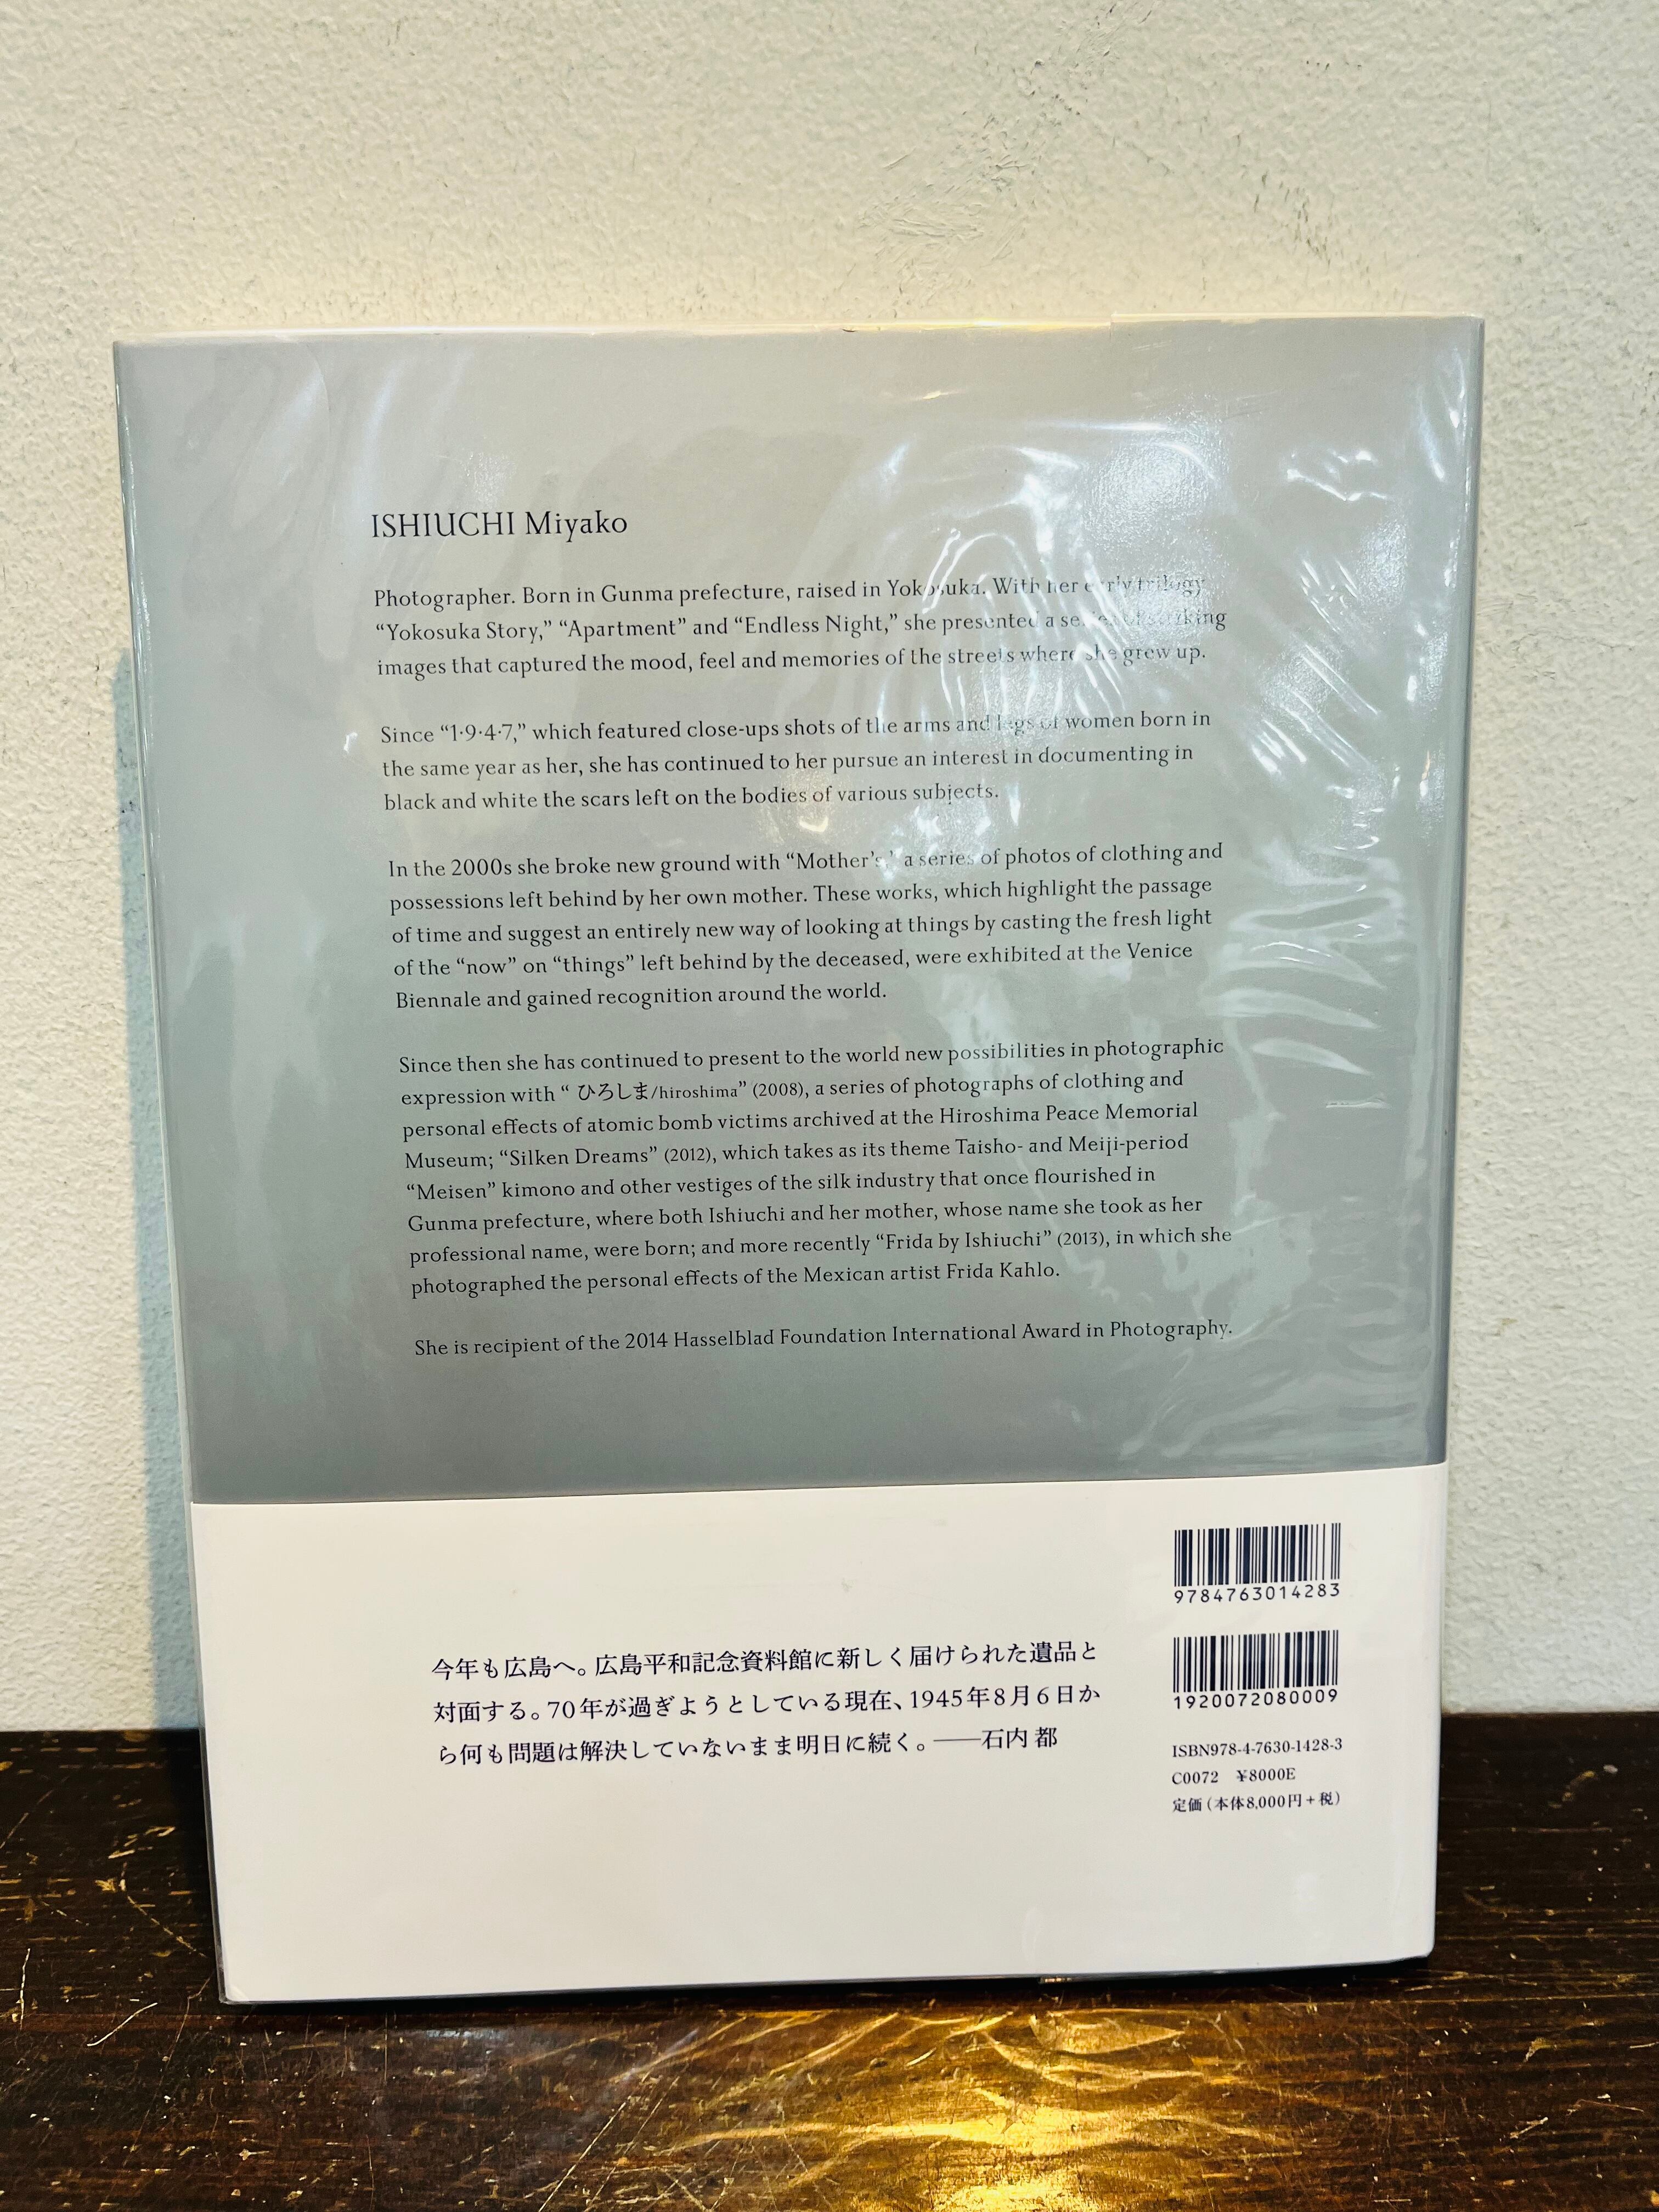 ISHIUCHI Miyako
Photographer. Born in Gunma prefecture, raised in Yokosuka. With her early trilogy
“Yokosuka Story,” “Apartment” and “Endless Night,” she presented a series of striking
images that captured the mood, feel and memories of the streets where she grew up.
Since “1·9·4·7,” which featured close-ups shots of the arms and legs of women born in
the same year as her, she has continued to her pursue an interest in documenting in
black and white the scars left on the bodies of various subjects.
In the 2000s she broke new ground with “Mother’s,” a series of photos of clothing and
possessions left behind by her own mother. These works, which highlight the passage
of time and suggest an entirely new way of looking at things by casting the fresh light
of the “now” on “things” left behind by the deceased, were exhibited at the Venice
Biennale and gained recognition around the world.
Since then she has continued to present to the world new possibilities in photographic
expression with “ ひろしま/hiroshima” (2008), a series of photographs of clothing and
personal effects of atomic bomb victims archived at the Hiroshima Peace Memorial
Museum; “Silken Dreams” (2012), which takes as its theme Taisho- and Meiji-period
“Meisen” kimono and other vestiges of the silk industry that once flourished in
Gunma prefecture, where both Ishiuchi and her mother, whose name she took as her
professional name, were born; and more recently “Frida by Ishiuchi” (2013), in which she
photographed the personal effects of the Mexican artist Frida Kahlo.
She is recipient of the 2014 Hasselblad Foundation International Award in Photography.
今年も広島へ。広島平和記念資料館に新しく届けられた遺品と
対面する。70年が過ぎようとしている現在、1945年8月6日か
ら何も問題は解決していないまま明日に続く。——石内 都
9784763014283
1920072080009
ISBN978-4-7630-1428-3
C0072 ¥8000E
定価（本体8,000円+税）